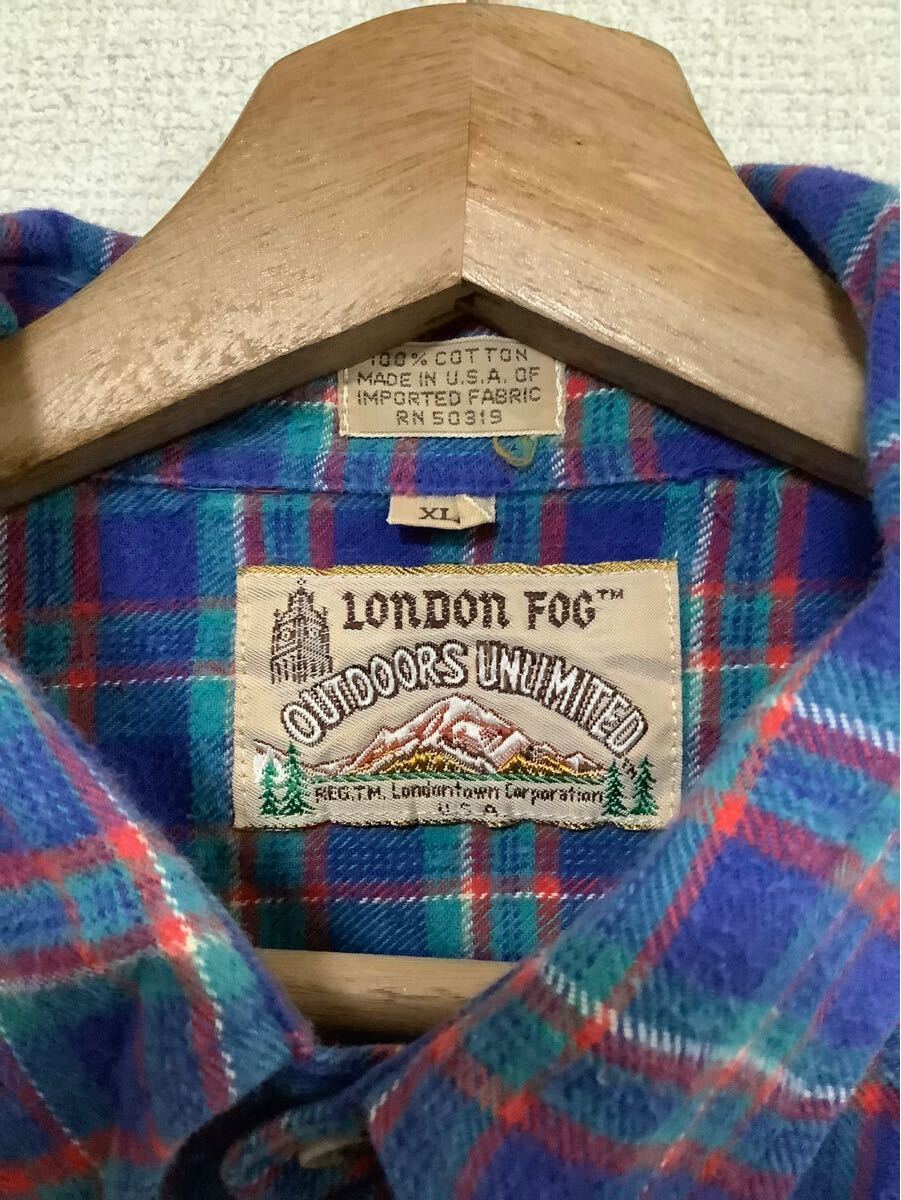 100% COTTON
MADE IN U.S.A. OF
IMPORTED FABRIC
RN 50319
XL
LONDON FOG™
OUTDOORS UNLIMITED
REG.T.M. Londontown Corporation
U.S.A